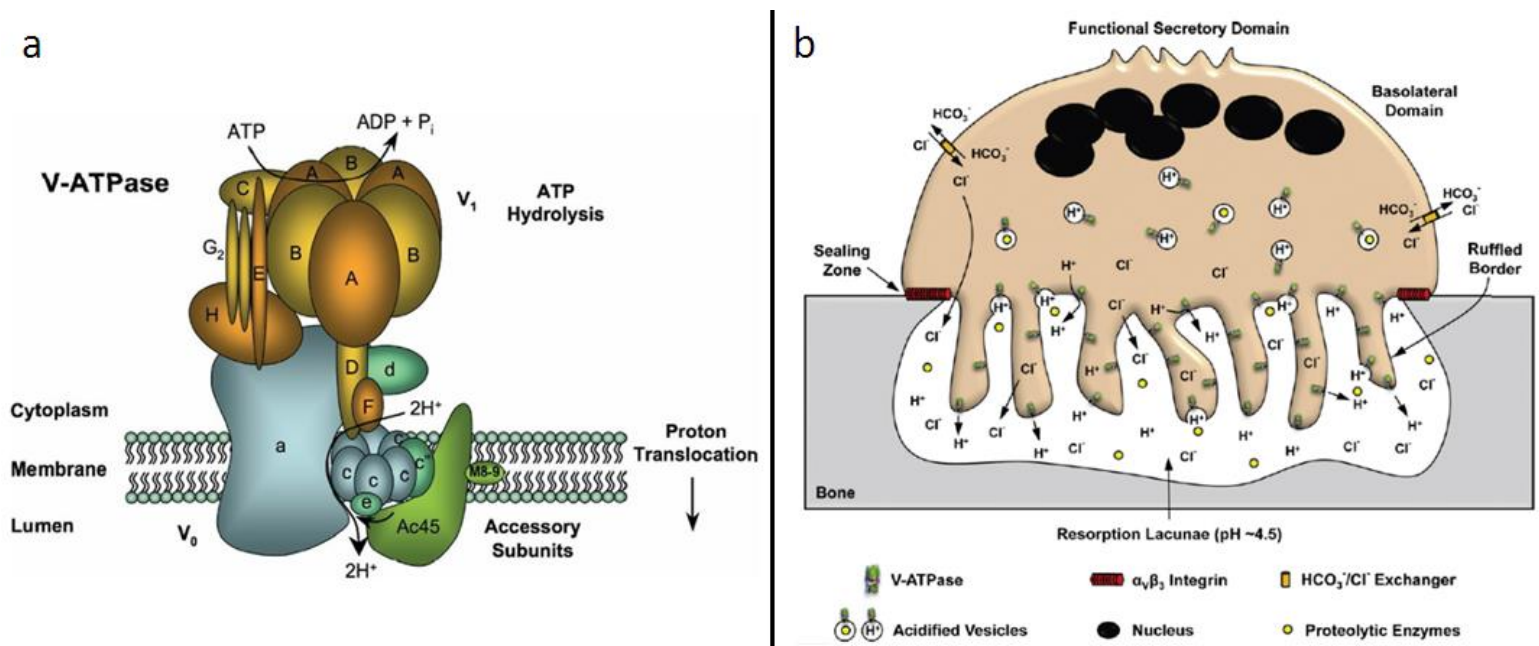 a
V-ATPase
ATP
ADP + Pᵢ
C
A
B
A
V₁
ATP
Hydrolysis
G₂
E
B
A
B
H
D
d
F
2H⁺
Cytoplasm
Membrane
Lumen
a
c
c
c
c
c"
e
M8-9
Ac45
V₀
2H⁺
Accessory
Subunits
Proton
Translocation
b
Functional Secretory Domain
Basolateral
Domain
HCO₃⁻
Cl⁻
HCO₃⁻
Cl⁻
H⁺
H⁺
H⁺
H⁺
H⁺
HCO₃⁻
HCO₃⁻
Cl⁻
Cl⁻
Sealing
Zone
Ruffled
Border
H⁺
Cl⁻
Cl⁻
Cl⁻
H⁺
H⁺
H⁺
H⁺
H⁺
H⁺
Cl⁻
H⁺
H⁺
Cl⁻
Cl⁻
Cl⁻
H⁺
Cl⁻
Cl⁻
H⁺
Cl⁻
H⁺
H⁺
H⁺
Cl⁻
Cl⁻
H⁺
H⁺
H⁺
Cl⁻
H⁺
H⁺
Cl⁻
Cl⁻
Cl⁻
H⁺
Bone
Resorption Lacunae (pH ~4.5)
V-ATPase
αᵥβ₃ Integrin
HCO₃⁻/Cl⁻ Exchanger
H⁺
Acidified Vesicles
Nucleus
Proteolytic Enzymes